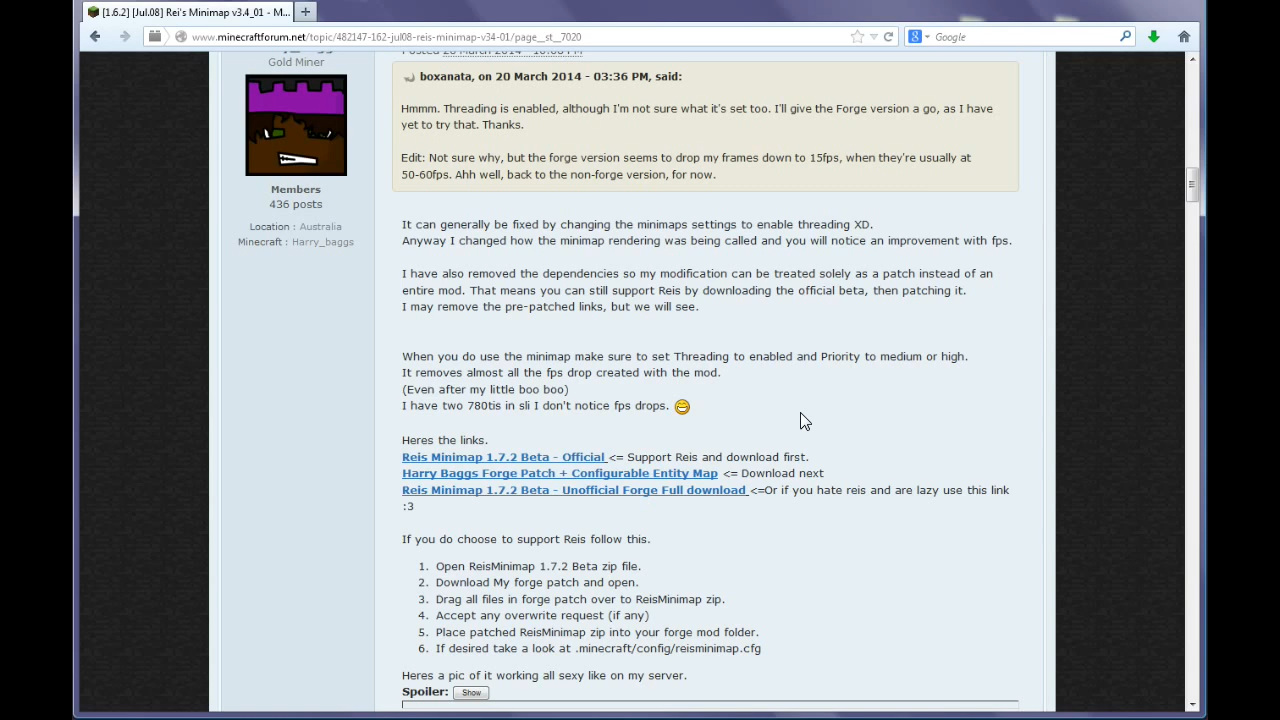 [1.6.2] [Jul.08] Rei's Minimap v3.4_01 - M...
www.minecraftforum.net/topic/482147-162-jul08-reis-minimap-v34-01/page__st__7020
Google
Gold Miner
Members
436 posts
Location : Australia
Minecraft : Harry_baggs
boxanata, on 20 March 2014 - 03:36 PM, said:
Hmmm. Threading is enabled, although I'm not sure what it's set too. I'll give the Forge version a go, as I have
yet to try that. Thanks.
Edit: Not sure why, but the forge version seems to drop my frames down to 15fps, when they're usually at
50-60fps. Ahh well, back to the non-forge version, for now.
It can generally be fixed by changing the minimaps settings to enable threading XD.
Anyway I changed how the minimap rendering was being called and you will notice an improvement with fps.
I have also removed the dependencies so my modification can be treated solely as a patch instead of an
entire mod. That means you can still support Reis by downloading the official beta, then patching it.
I may remove the pre-patched links, but we will see.
When you do use the minimap make sure to set Threading to enabled and Priority to medium or high.
It removes almost all the fps drop created with the mod.
(Even after my little boo boo)
I have two 780tis in sli I don't notice fps drops.
Heres the links.
Reis Minimap 1.7.2 Beta - Official <= Support Reis and download first.
Harry Baggs Forge Patch + Configurable Entity Map <= Download next
Reis Minimap 1.7.2 Beta - Unofficial Forge Full download <=Or if you hate reis and are lazy use this link
:3
If you do choose to support Reis follow this.
1. Open ReisMinimap 1.7.2 Beta zip file.
2. Download My forge patch and open.
3. Drag all files in forge patch over to ReisMinimap zip.
4. Accept any overwrite request (if any)
5. Place patched ReisMinimap zip into your forge mod folder.
6. If desired take a look at .minecraft/config/reisminimap.cfg
Heres a pic of it working all sexy like on my server.
Spoiler: Show